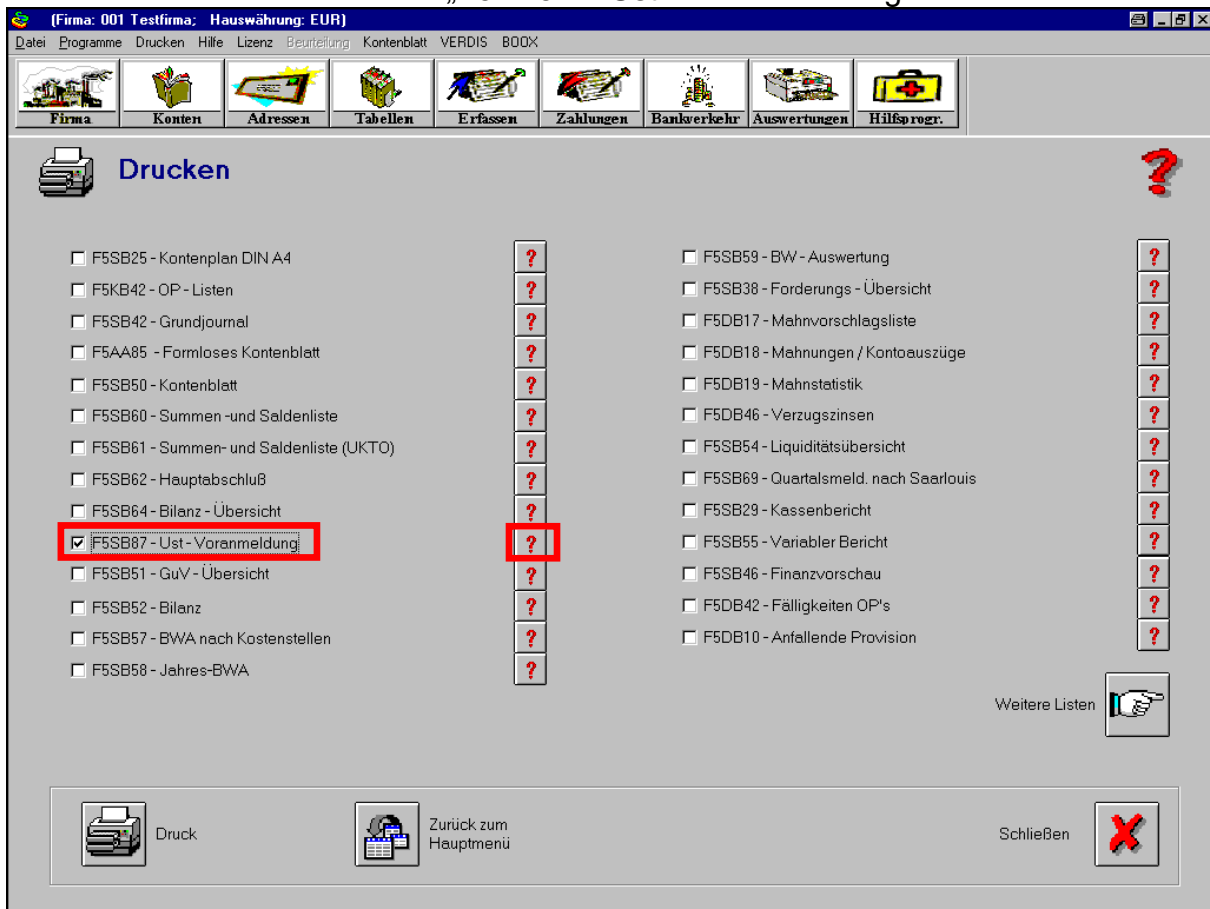 (Firma: 001 Testfirma; Hauswährung: EUR)
Datei Programme Drucken Hilfe Lizenz Beurteilung Kontenblatt VERDIS BOOX
Firma Konten Adressen Tabellen Erfassen Zahlungen Bankverkehr Auswertungen Hilfsprogr.
Drucken
?
F5SB25 - Kontenplan DIN A4 ?
F5KB42 - OP - Listen ?
F5SB42 - Grundjournal ?
F5AA85 - Formloses Kontenblatt ?
F5SB50 - Kontenblatt ?
F5SB60 - Summen -und Saldenliste ?
F5SB61 - Summen- und Saldenliste (UKTO) ?
F5SB62 - Hauptabschluß ?
F5SB64 - Bilanz - Übersicht ?
F5SB87 - Ust - Voranmeldung ?
F5SB51 - GuV - Übersicht ?
F5SB52 - Bilanz ?
F5SB57 - BWA nach Kostenstellen ?
F5SB58 - Jahres-BWA ?
F5SB59 - BW - Auswertung ?
F5SB38 - Forderungs - Übersicht ?
F5DB17 - Mahnvorschlagsliste ?
F5DB18 - Mahnungen / Kontoauszüge ?
F5DB19 - Mahnstatistik ?
F5DB46 - Verzugszinsen ?
F5SB54 - Liquiditätsübersicht ?
F5SB69 - Quartalsmeld. nach Saarlouis ?
F5SB29 - Kassenbericht ?
F5SB55 - Variabler Bericht ?
F5SB46 - Finanzvorschau ?
F5DB42 - Fälligkeiten OP's ?
F5DB10 - Anfallende Provision ?
Weitere Listen
Druck
Zurück zum
Hauptmenü
Schließen